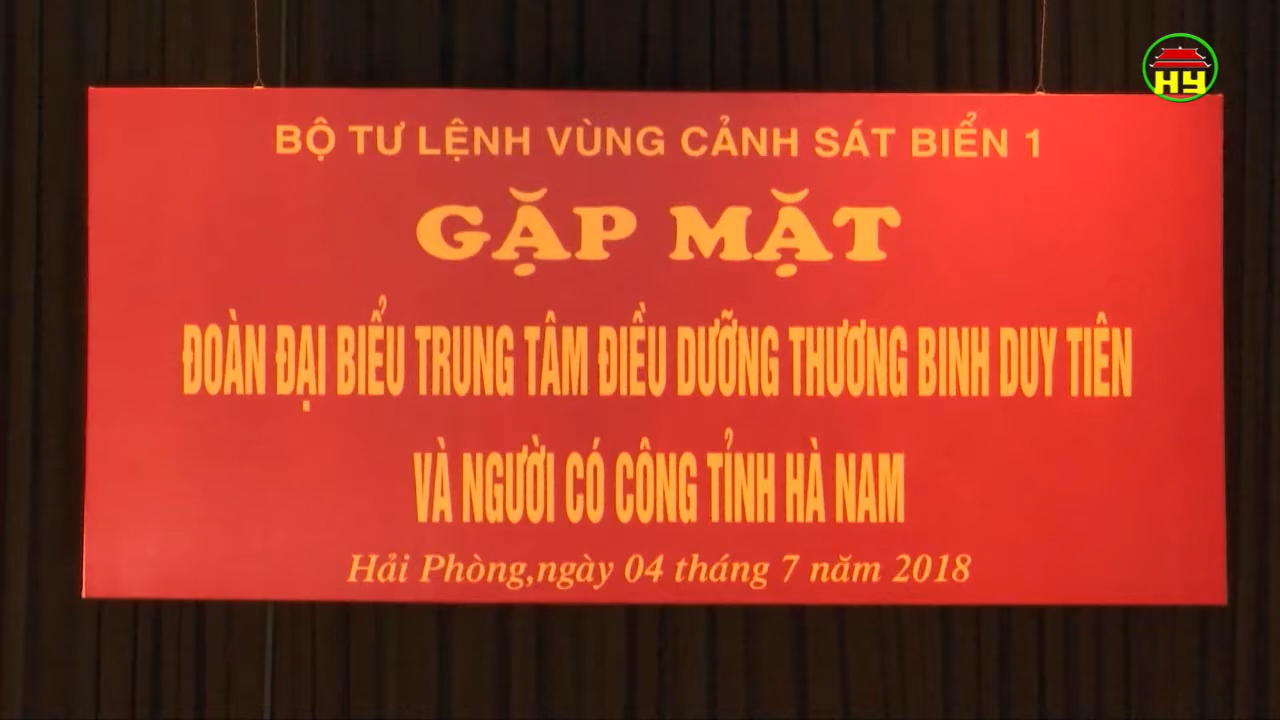 HY
BỘ TƯ LỆNH VÙNG CẢNH SÁT BIỂN 1
GẶP MẶT
ĐOÀN ĐẠI BIỂU TRUNG TÂM ĐIỀU DƯỠNG THƯƠNG BINH DUY TIÊN
VÀ NGƯỜI CÓ CÔNG TỈNH HÀ NAM
Hải Phòng,ngày 04 tháng 7 năm 2018